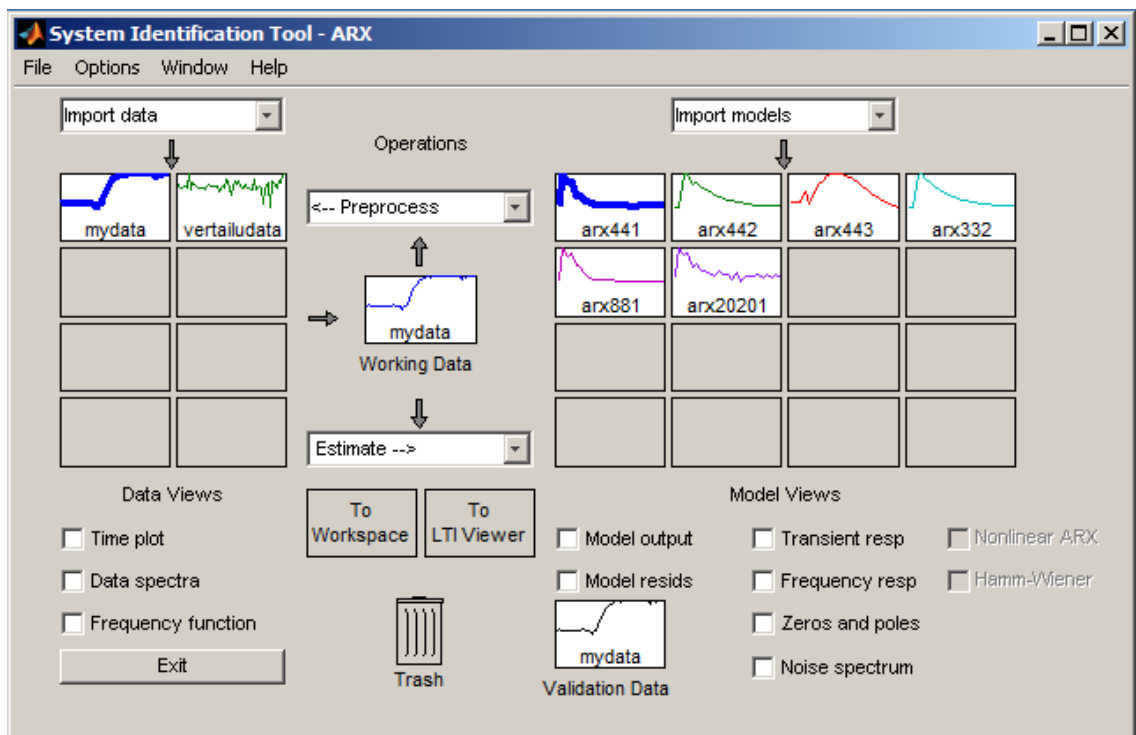 System Identification Tool - ARX
File Options Window Help
Import data
Import models
Operations
<-- Preprocess
mydata
vertailudata
arx441
arx442
arx443
arx332
arx881
arx20201
mydata
Working Data
Estimate -->
Data Views
Model Views
To
Workspace
To
LTI Viewer
Time plot
Model output
Transient resp
Nonlinear ARX
Data spectra
Model resids
Frequency resp
Hamm-Wiener
Frequency function
Zeros and poles
Exit
mydata
Noise spectrum
Trash
Validation Data